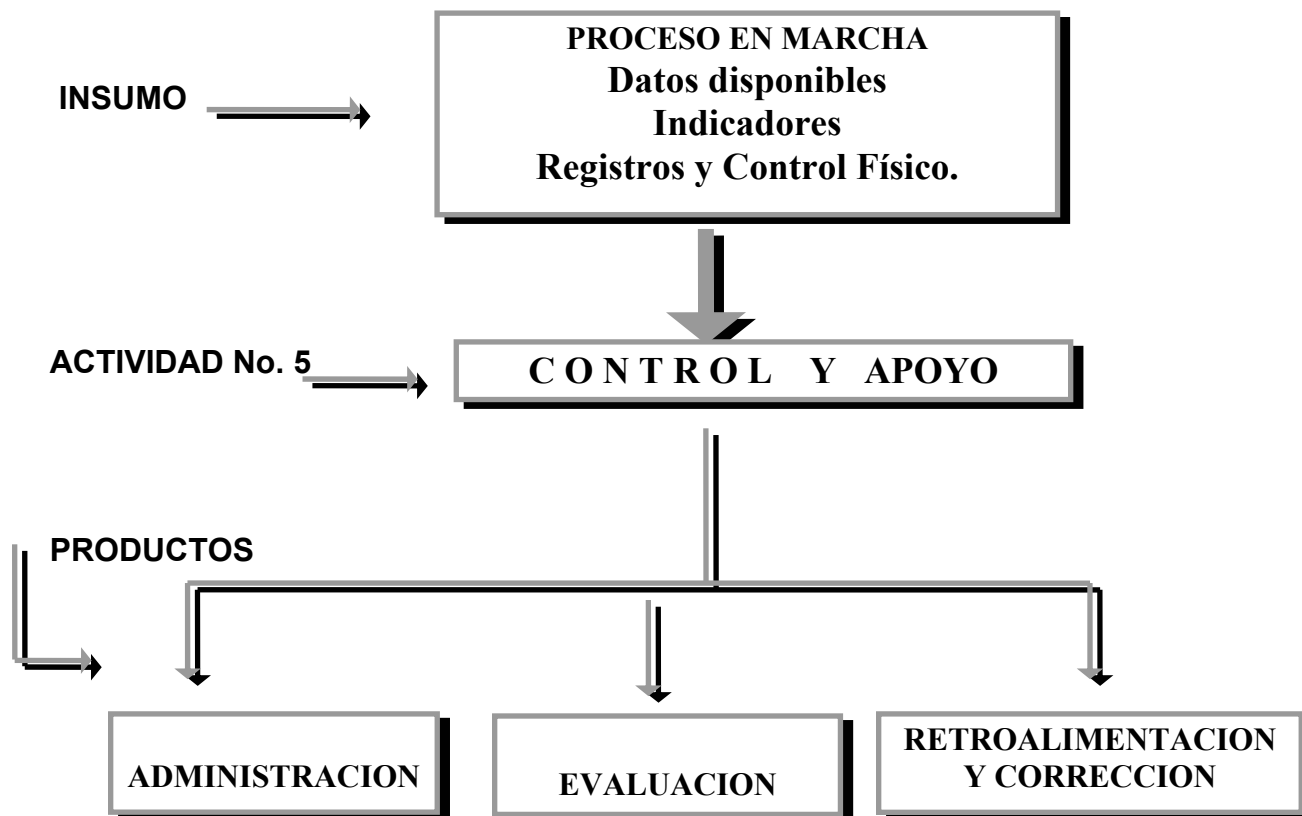 PROCESO EN MARCHA
INSUMO
Datos disponibles
Indicadores
Registros y Control Físico.
ACTIVIDAD No. 5
C O N T R O L Y APOYO
PRODUCTOS
ADMINISTRACION
EVALUACION
RETROALIMENTACION
Y CORRECCION